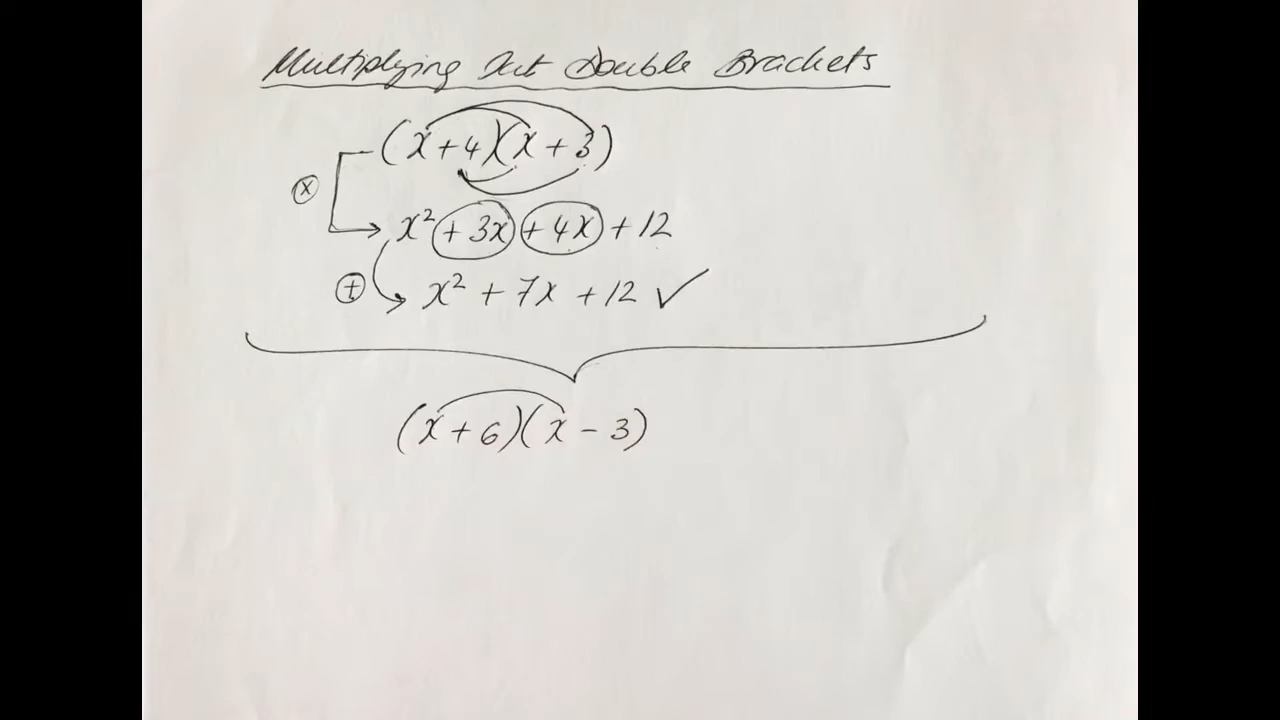 Multiplying Out Double Brackets
(x+4)(x+3)
⊗
x² +3x +4x +12
⊕ x² + 7x +12 ✓
(x+6)(x-3)